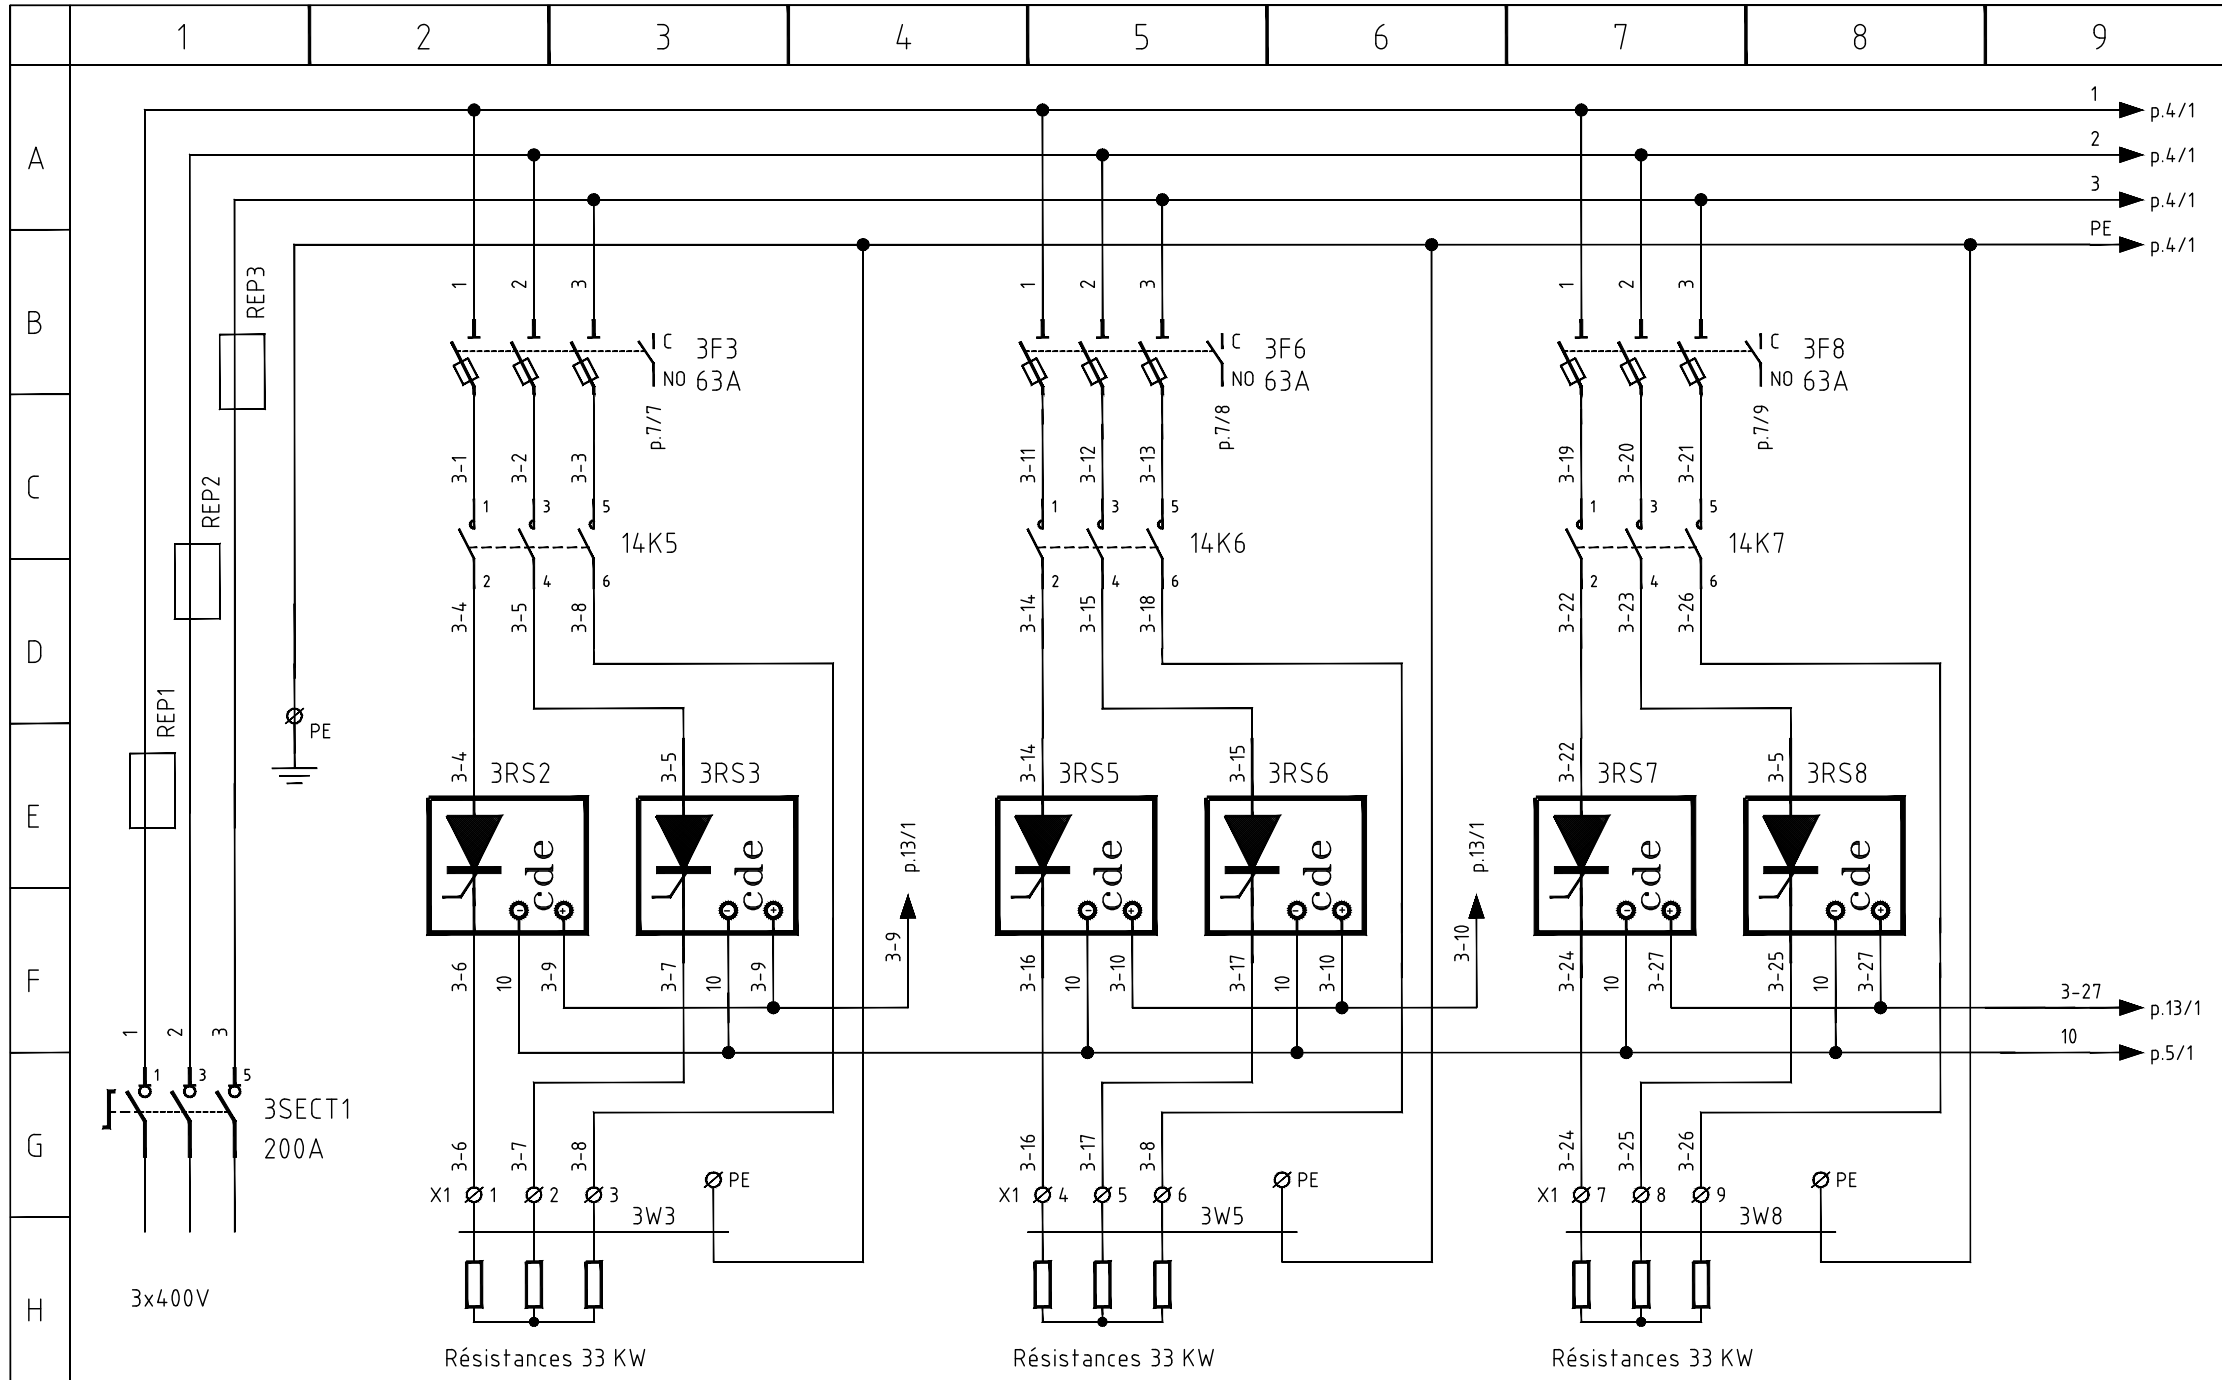 1 2 3 4 5 6 7 8 9
A
B
C
D
E
F
G
H
1 p.4/1
2 p.4/1
3 p.4/1
PE p.4/1
REP3
REP2
REP1
PE
1 2 3
1 3 5
3SECT1
200A
3x400V
1 2 3
C
NO
3F3
63A
p.7/7
3-1 3-2 3-3
1 3 5
14K5
2 4 6
3-4 3-5 3-8
3-4 3RS2
3-5 3RS3
cde
- +
cde
- +
p.13/1
3-9
3-6 10 3-9 3-7 10 3-9
3-6 3-7 3-8
X1 1 2 3 PE
3W3
Résistances 33 KW
1 2 3
C
NO
3F6
63A
p.7/8
3-11 3-12 3-13
1 3 5
14K6
2 4 6
3-14 3-15 3-18
3-14 3RS5
3-15 3RS6
cde
- +
cde
- +
p.13/1
3-10
3-16 10 3-10 3-17 10 3-10
3-16 3-17 3-8
X1 4 5 6 PE
3W5
Résistances 33 KW
1 2 3
C
NO
3F8
63A
p.7/9
3-19 3-20 3-21
1 3 5
14K7
2 4 6
3-22 3-23 3-26
3-22 3RS7
3-5 3RS8
cde
- +
cde
- +
3-24 10 3-27 3-25 10 3-27
3-27 p.13/1
10 p.5/1
3-24 3-25 3-26
X1 7 8 9 PE
3W8
Résistances 33 KW